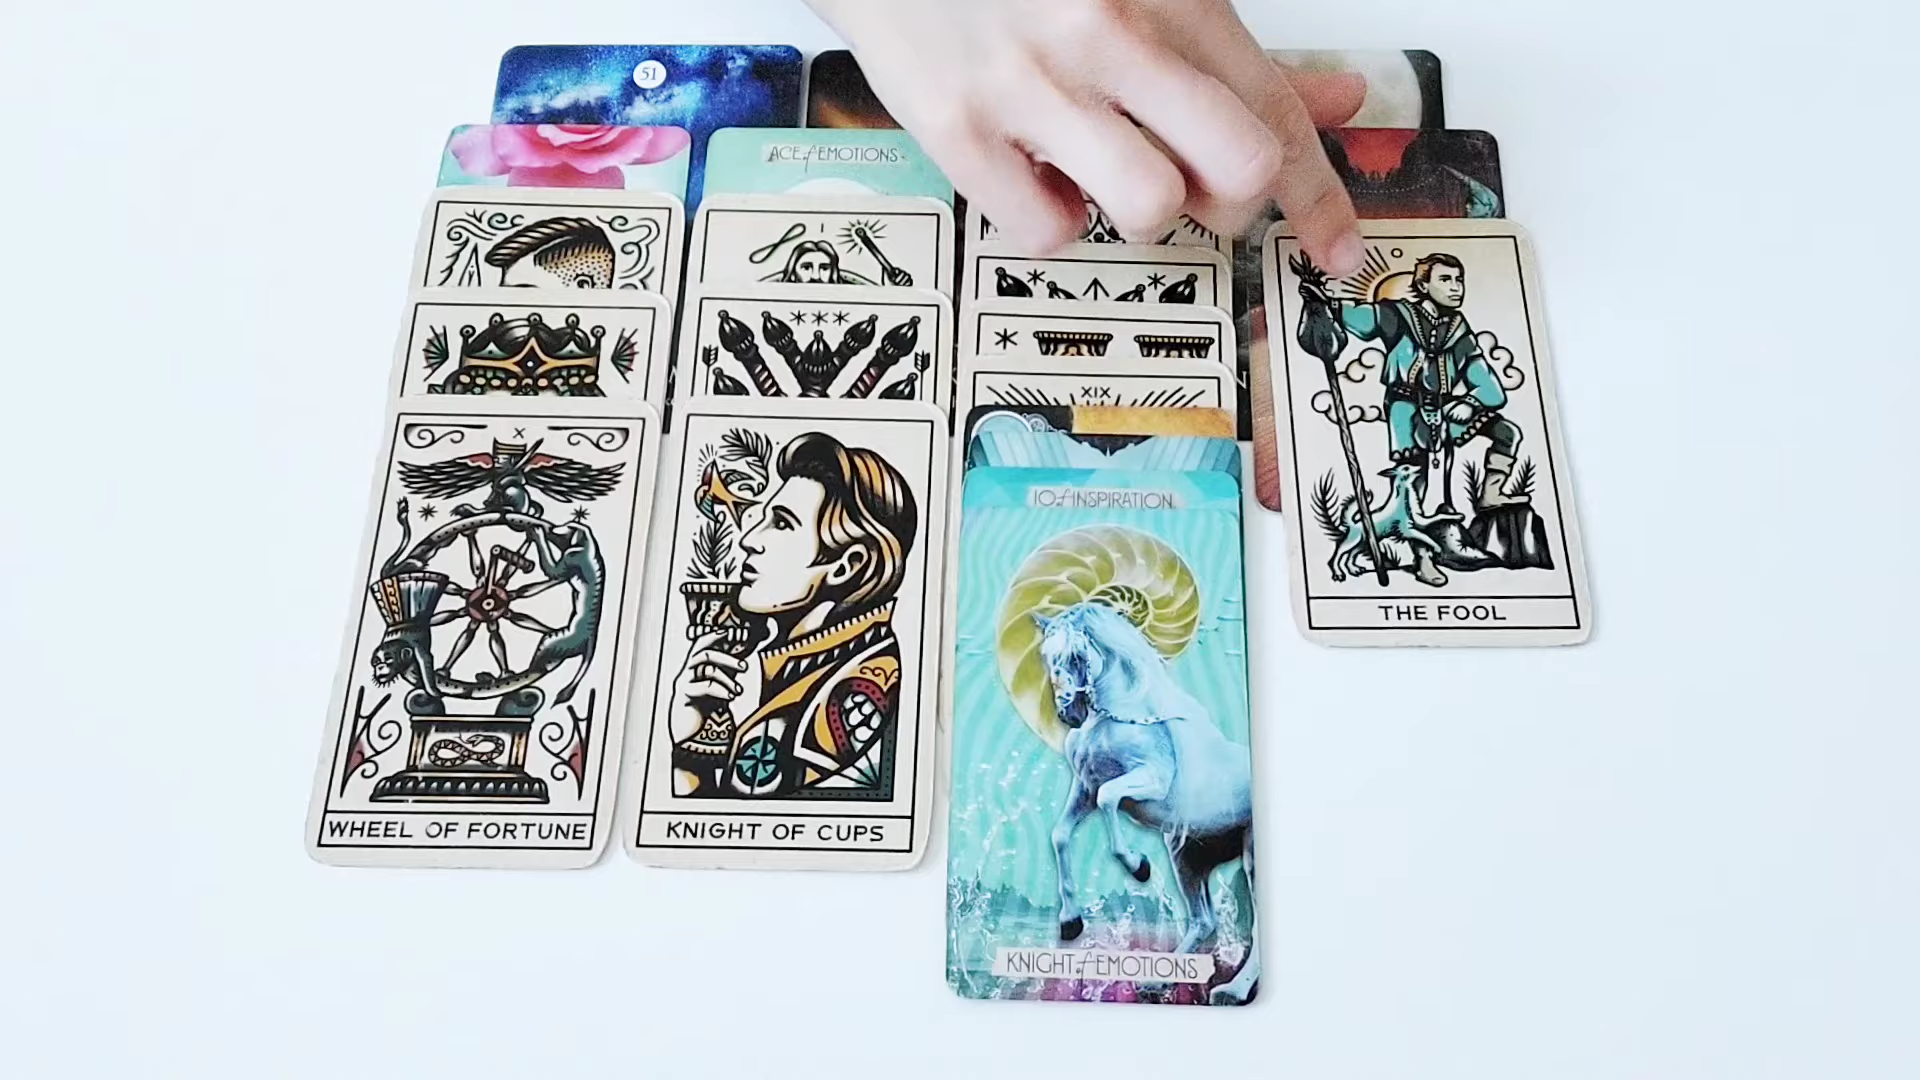 51
ACE of EMOTIONS
I
XIX
X
10 of INSPIRATION
THE FOOL
WHEEL OF FORTUNE
KNIGHT OF CUPS
KNIGHT of EMOTIONS